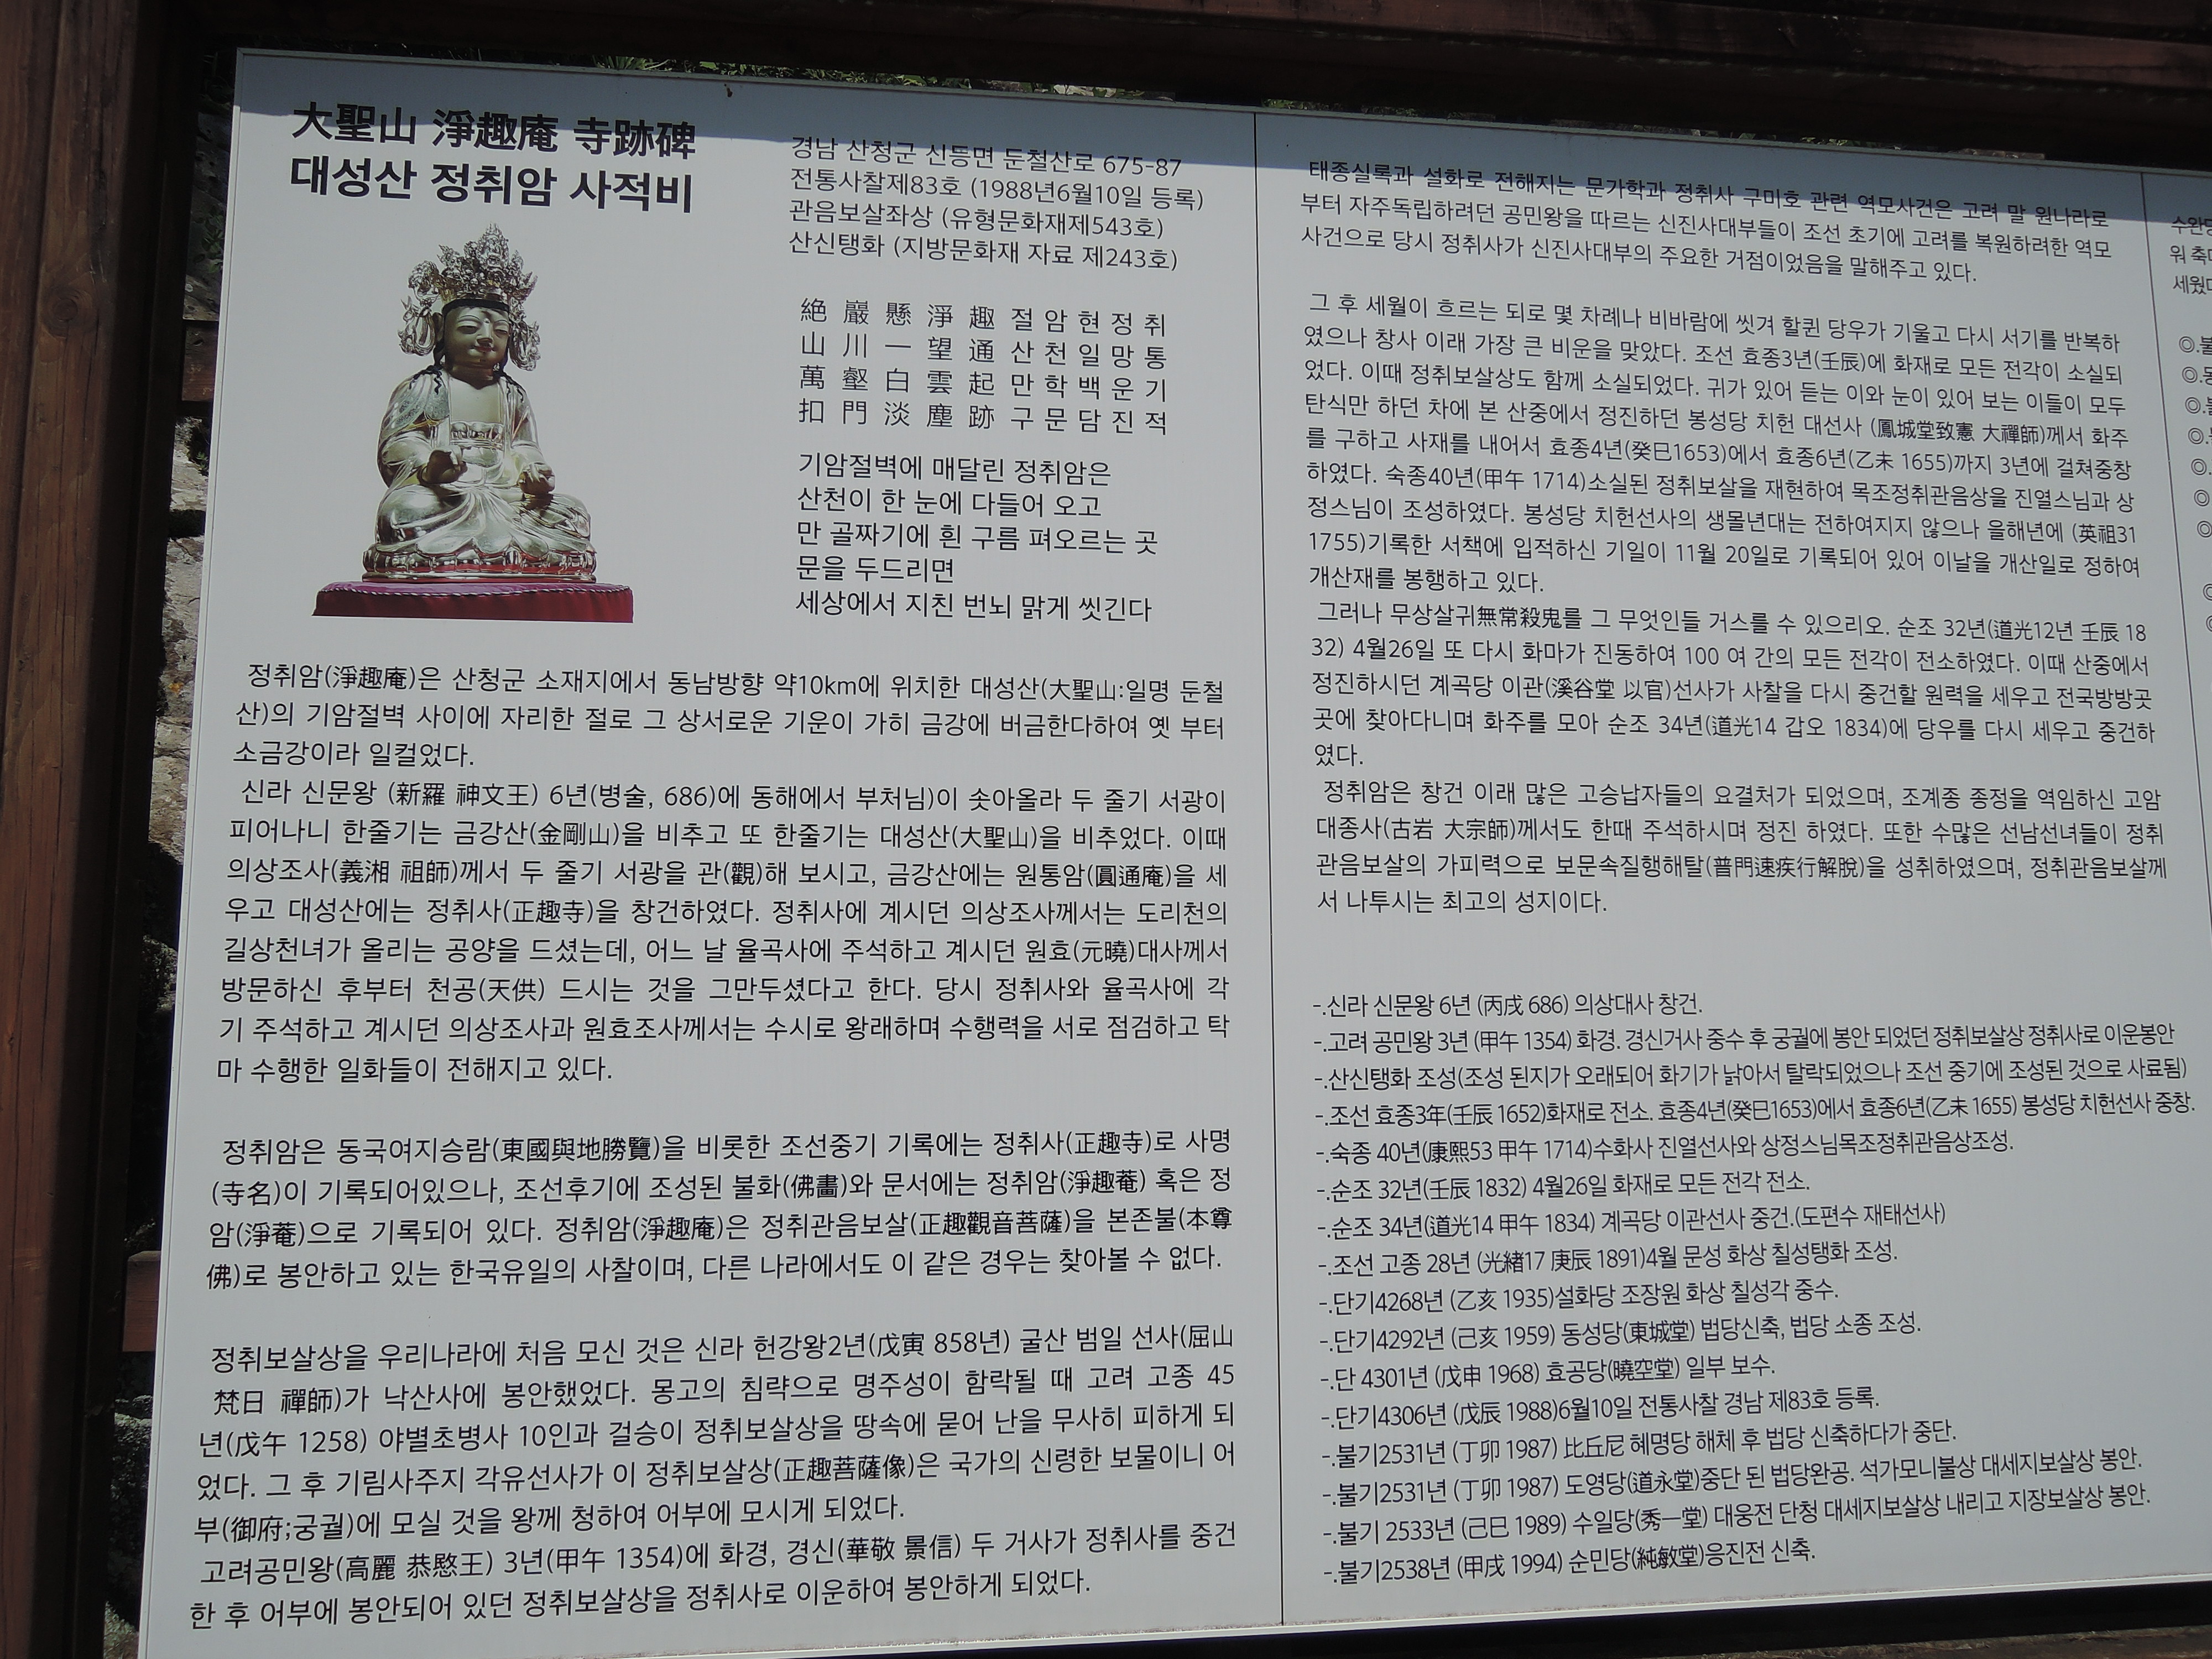 大聖山 淨趣庵 寺跡碑
대성산 정취암 사적비
경남 산청군 신등면 둔철산로 675-87
전통사찰제83호 (1988년6월10일 등록)
관음보살좌상 (유형문화재제543호)
산신탱화 (지방문화재 자료 제243호)
絶 巖 懸 淨 趣 절 암 현 정 취
山 川 一 望 通 산 천 일 망 통
萬 壑 白 雲 起 만 학 백 운 기
扣 門 淡 塵 跡 구 문 담 진 적
기암절벽에 매달린 정취암은
산천이 한 눈에 다들어 오고
만 골짜기에 흰 구름 펴오르는 곳
문을 두드리면
세상에서 지친 번뇌 맑게 씻긴다
정취암(淨趣庵)은 산청군 소재지에서 동남방향 약10km에 위치한 대성산(大聖山:일명 둔철
산)의 기암절벽 사이에 자리한 절로 그 상서로운 기운이 가히 금강에 버금한다하여 옛 부터
소금강이라 일컬었다.
신라 신문왕 (新羅 神文王) 6년(병술, 686)에 동해에서 부처님)이 솟아올라 두 줄기 서광이
피어나니 한줄기는 금강산(金剛山)을 비추고 또 한줄기는 대성산(大聖山)을 비추었다. 이때
의상조사(義湘 祖師)께서 두 줄기 서광을 관(觀)해 보시고, 금강산에는 원통암(圓通庵)을 세
우고 대성산에는 정취사(正趣寺)을 창건하였다. 정취사에 계시던 의상조사께서는 도리천의
길상천녀가 올리는 공양을 드셨는데, 어느 날 율곡사에 주석하고 계시던 원효(元曉)대사께서
방문하신 후부터 천공(天供) 드시는 것을 그만두셨다고 한다. 당시 정취사와 율곡사에 각
기 주석하고 계시던 의상조사과 원효조사께서는 수시로 왕래하며 수행력을 서로 점검하고 탁
마 수행한 일화들이 전해지고 있다.
정취암은 동국여지승람(東國與地勝覽)을 비롯한 조선중기 기록에는 정취사(正趣寺)로 사명
(寺名)이 기록되어있으나, 조선후기에 조성된 불화(佛畵)와 문서에는 정취암(淨趣菴) 혹은 정
암(淨菴)으로 기록되어 있다. 정취암(淨趣庵)은 정취관음보살(正趣觀音菩薩)을 본존불(本尊
佛)로 봉안하고 있는 한국유일의 사찰이며, 다른 나라에서도 이 같은 경우는 찾아볼 수 없다.
정취보살상을 우리나라에 처음 모신 것은 신라 헌강왕2년(戊寅 858년) 굴산 범일 선사(屈山
梵日 禪師)가 낙산사에 봉안했었다. 몽고의 침략으로 명주성이 함락될 때 고려 고종 45
년(戊午 1258) 야별초병사 10인과 걸승이 정취보살상을 땅속에 묻어 난을 무사히 피하게 되
었다. 그 후 기림사주지 각유선사가 이 정취보살상(正趣菩薩像)은 국가의 신령한 보물이니 어
부(御府;궁궐)에 모실 것을 왕께 청하여 어부에 모시게 되었다.
고려공민왕(高麗 恭愍王) 3년(甲午 1354)에 화경, 경신(華敬 景信) 두 거사가 정취사를 중건
한 후 어부에 봉안되어 있던 정취보살상을 정취사로 이운하여 봉안하게 되었다.
태종실록과 설화로 전해지는 문가학과 정취사 구미호 관련 역모사건은 고려 말 원나라로
부터 자주독립하려던 공민왕을 따르는 신진사대부들이 조선 초기에 고려를 복원하려한 역모
사건으로 당시 정취사가 신진사대부의 주요한 거점이었음을 말해주고 있다.
그 후 세월이 흐르는 되로 몇 차례나 비바람에 씻겨 할퀸 당우가 기울고 다시 서기를 반복하
였으나 창사 이래 가장 큰 비운을 맞았다. 조선 효종3년(壬辰)에 화재로 모든 전각이 소실되
었다. 이때 정취보살상도 함께 소실되었다. 귀가 있어 듣는 이와 눈이 있어 보는 이들이 모두
탄식만 하던 차에 본 산중에서 정진하던 봉성당 치헌 대선사 (鳳城堂致憲 大禪師)께서 화주
를 구하고 사재를 내어서 효종4년(癸巳1653)에서 효종6년(乙未 1655)까지 3년에 걸쳐중창
하였다. 숙종40년(甲午 1714)소실된 정취보살을 재현하여 목조정취관음상을 진열스님과 상
정스님이 조성하였다. 봉성당 치헌선사의 생몰년대는 전하여지지 않으나 을해년에 (英祖31
1755)기록한 서책에 입적하신 기일이 11월 20일로 기록되어 있어 이날을 개산일로 정하여
개산재를 봉행하고 있다.
그러나 무상살귀無常殺鬼를 그 무엇인들 거스를 수 있으리오. 순조 32년(道光12년 壬辰 18
32) 4월26일 또 다시 화마가 진동하여 100 여 간의 모든 전각이 전소하였다. 이때 산중에서
정진하시던 계곡당 이관(溪谷堂 以官)선사가 사찰을 다시 중건할 원력을 세우고 전국방방곳
곳에 찾아다니며 화주를 모아 순조 34년(道光14 갑오 1834)에 당우를 다시 세우고 중건하
였다.
정취암은 창건 이래 많은 고승납자들의 요결처가 되었으며, 조계종 종정을 역임하신 고암
대종사(古岩 大宗師)께서도 한때 주석하시며 정진 하였다. 또한 수많은 선남선녀들이 정취
관음보살의 가피력으로 보문속질행해탈(普門速疾行解脫)을 성취하였으며, 정취관음보살께
서 나투시는 최고의 성지이다.
-.신라 신문왕 6년 (丙戌 686) 의상대사 창건.
-.고려 공민왕 3년 (甲午 1354) 화경. 경신거사 중수 후 궁궐에 봉안 되었던 정취보살상 정취사로 이운봉안
-.산신탱화 조성(조성 된지가 오래되어 화기가 낡아서 탈락되었으나 조선 중기에 조성된 것으로 사료됨)
-.조선 효종3年(壬辰 1652)화재로 전소. 효종4년(癸巳1653)에서 효종6년(乙未 1655) 봉성당 치헌선사 중창.
-.숙종 40년(康熙53 甲午 1714)수화사 진열선사와 상정스님목조정취관음상조성.
-.순조 32년(壬辰 1832) 4월26일 화재로 모든 전각 전소.
-.순조 34년(道光14 甲午 1834) 계곡당 이관선사 중건.(도편수 재태선사)
-.조선 고종 28년 (光緖17 庚辰 1891)4월 문성 화상 칠성탱화 조성.
-.단기4268년 (乙亥 1935)설화당 조장원 화상 칠성각 중수.
-.단기4292년 (己亥 1959) 동성당(東城堂) 법당신축, 법당 소종 조성.
-.단 4301년 (戊申 1968) 효공당(曉空堂) 일부 보수.
-.단기4306년 (戊辰 1988)6월10일 전통사찰 경남 제83호 등록.
-.불기2531년 (丁卯 1987) 比丘尼 혜명당 해체 후 법당 신축하다가 중단.
-.불기2531년 (丁卯 1987) 도영당(道永堂)중단 된 법당완공. 석가모니불상 대세지보살상 봉안.
-.불기 2533년 (己巳 1989) 수일당(秀一堂) 대웅전 단청 대세지보살상 내리고 지장보살상 봉안.
-.불기2538년 (甲戌 1994) 순민당(純敏堂)응진전 신축.